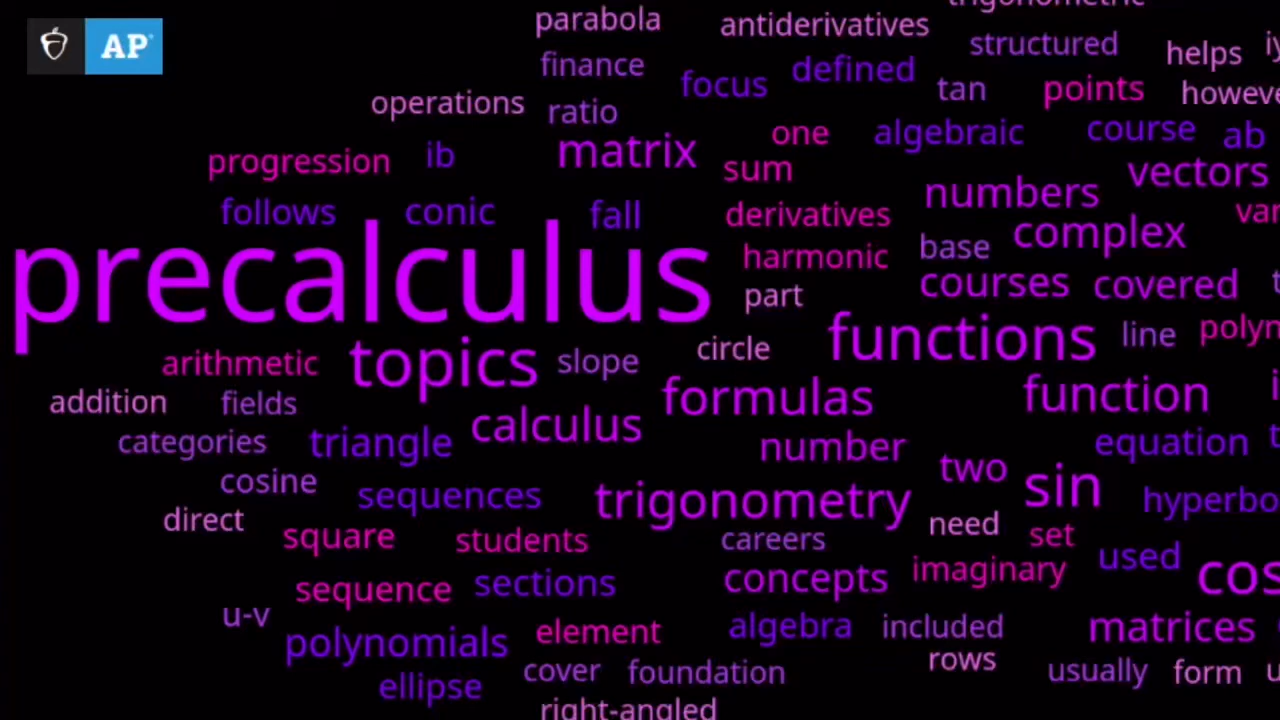 AP
parabola antiderivatives
finance focus defined structured helps
operations ratio tan points
progression ib matrix one algebraic course ab
follows conic fall sum numbers vectors
precalculus derivatives complex
harmonic base
part courses covered
arithmetic topics slope circle functions line
addition fields formulas function
categories triangle calculus number equation
cosine sequences trigonometry two sin
direct square students careers need set
sequence sections concepts imaginary used
u-v polynomials element algebra included matrices
ellipse cover foundation rows usually form
right-angled